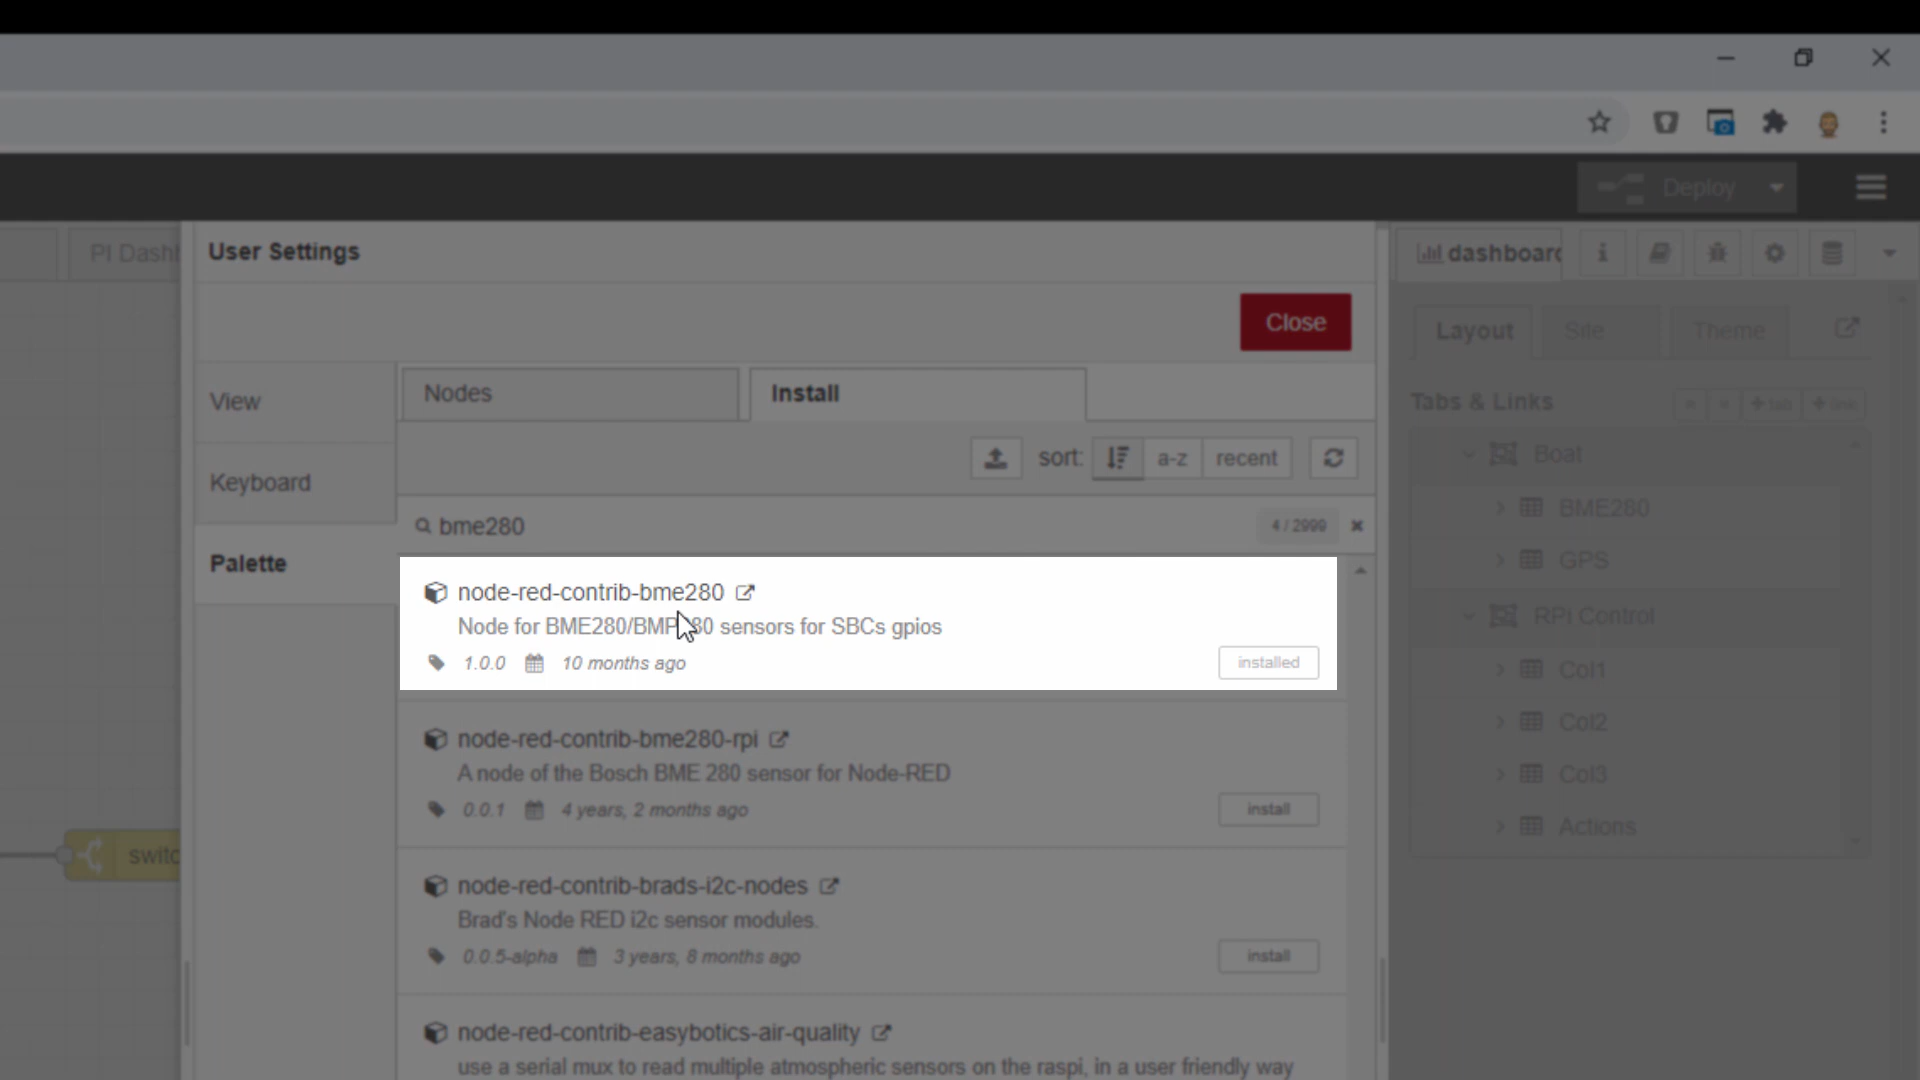 Deploy
PI Dash
User Settings
dashboard
Close
Layout
Site
Theme
View
Nodes
Install
Tabs & Links
+ tab
+ link
sort:
a-z
recent
Boat
Keyboard
BME280
bme280
4 / 2999
Palette
GPS
node-red-contrib-bme280
Node for BME280/BMP280 sensors for SBCs gpios
RPi Control
1.0.0
10 months ago
installed
Col1
node-red-contrib-bme280-rpi
Col2
A node of the Bosch BME 280 sensor for Node-RED
Col3
0.0.1
4 years, 2 months ago
install
Actions
switc
node-red-contrib-brads-i2c-nodes
Brad's Node RED i2c sensor modules.
0.0.5-alpha
3 years, 8 months ago
install
node-red-contrib-easybotics-air-quality
use a serial mux to read multiple atmospheric sensors on the raspi, in a user friendly way